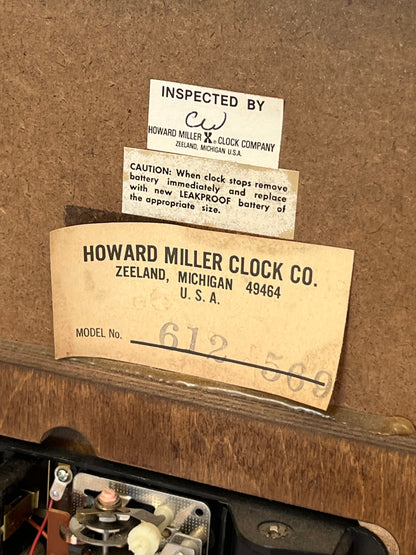 INSPECTED BY
CW
HOWARD MILLER ® CLOCK COMPANY
ZEELAND, MICHIGAN U.S.A.
CAUTION: When clock stops remove
battery immediately and replace
with new LEAKPROOF battery of
the appropriate size.
HOWARD MILLER CLOCK CO.
ZEELAND, MICHIGAN 49464
U. S. A.
MODEL No. 612 569